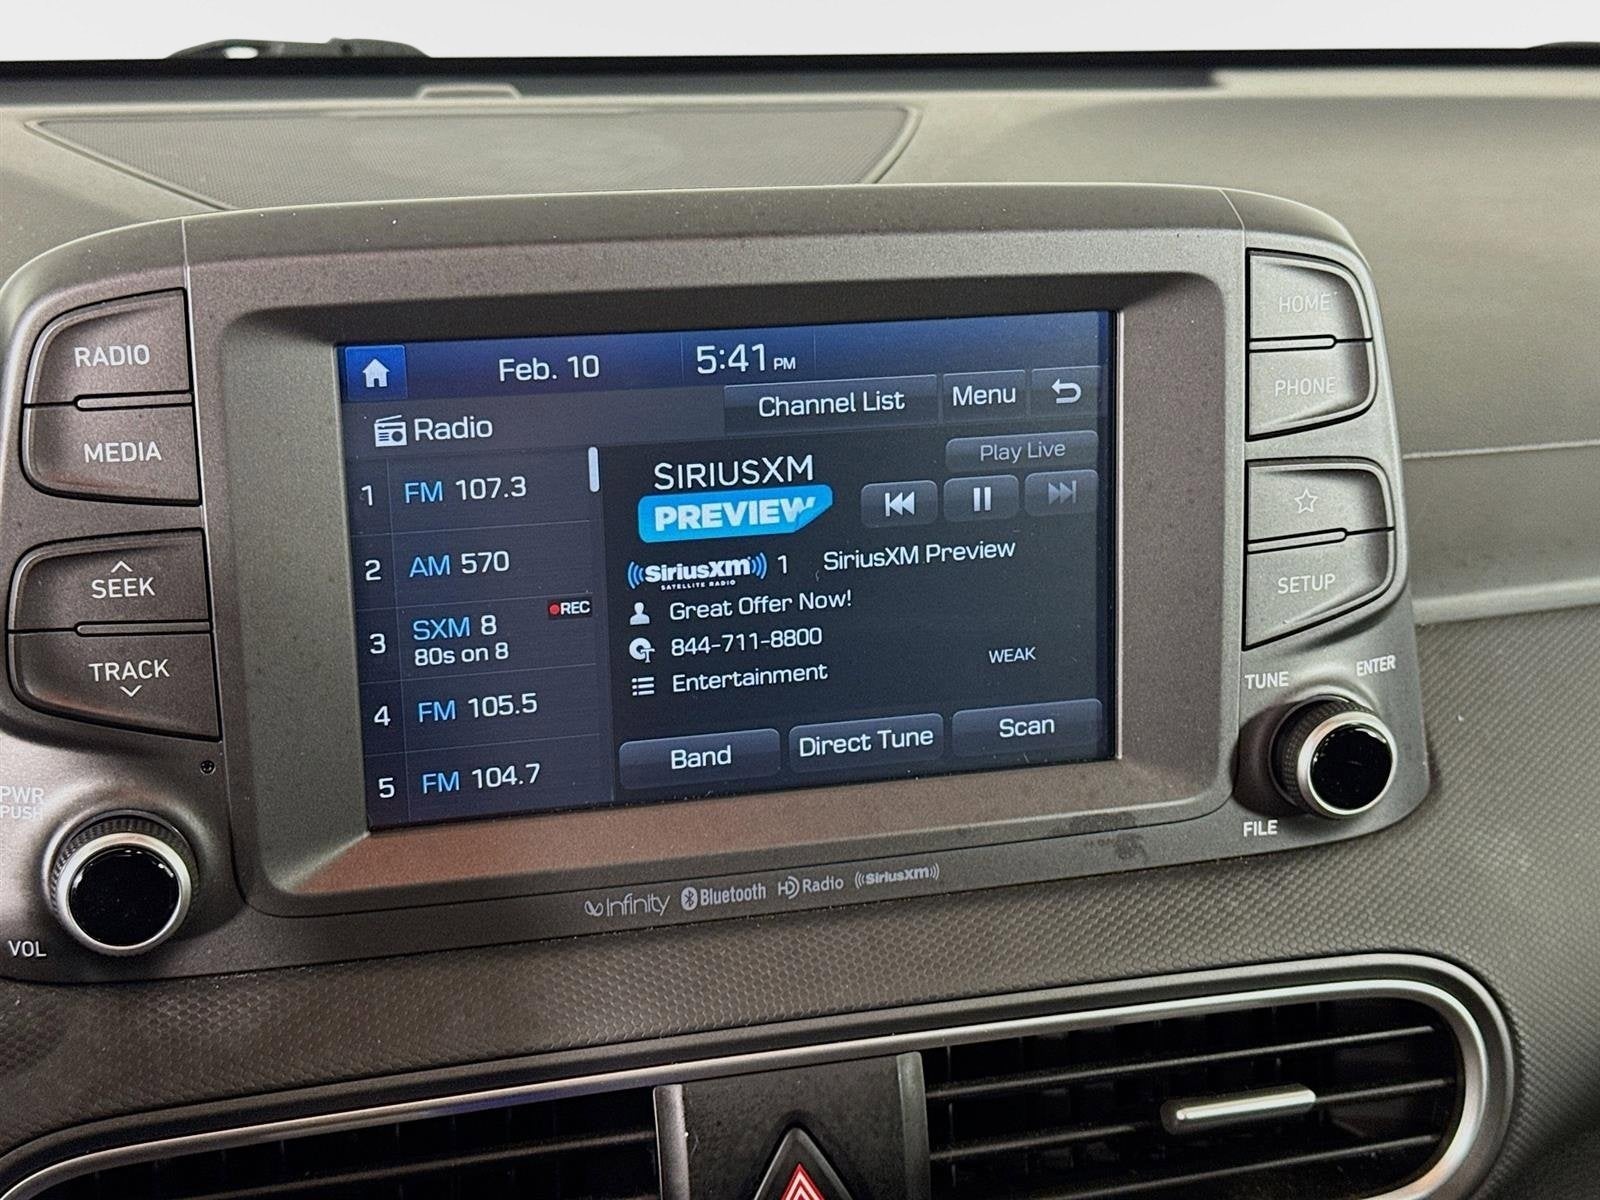 RADIO
MEDIA
SEEK
TRACK
PWR
PUSH
VOL
Feb. 10
5:41 PM
Radio
Channel List
Menu
1 FM 107.3
2 AM 570
3 SXM 8
80s on 8
REC
4 FM 105.5
5 FM 104.7
SIRIUSXM
PREVIEW
Play Live
((SiriusXM)) 1 SiriusXM Preview
SATELLITE RADIO
Great Offer Now!
844-711-8800
Entertainment
WEAK
Band
Direct Tune
Scan
HOME
PHONE
SETUP
TUNE
ENTER
FILE
Infinity Bluetooth HD Radio ((SiriusXM))